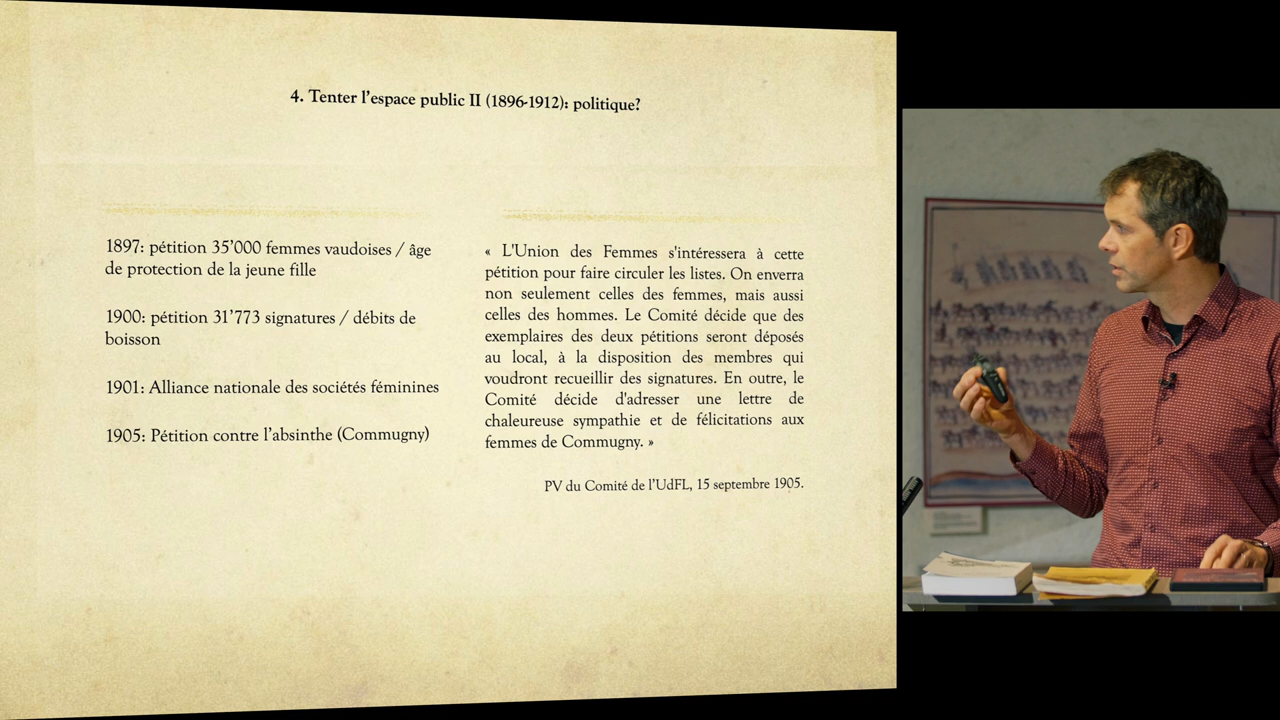 4. Tenter l'espace public II (1896-1912): politique?
1897: pétition 35'000 femmes vaudoises / âge
de protection de la jeune fille
1900: pétition 31'773 signatures / débits de
boisson
1901: Alliance nationale des sociétés féminines
1905: Pétition contre l'absinthe (Commugny)
« L'Union des Femmes s'intéressera à cette
pétition pour faire circuler les listes. On enverra
non seulement celles des femmes, mais aussi
celles des hommes. Le Comité décide que des
exemplaires des deux pétitions seront déposés
au local, à la disposition des membres qui
voudront recueillir des signatures. En outre, le
Comité décide d'adresser une lettre de
chaleureuse sympathie et de félicitations aux
femmes de Commugny. »
PV du Comité de l'UdFL, 15 septembre 1905.